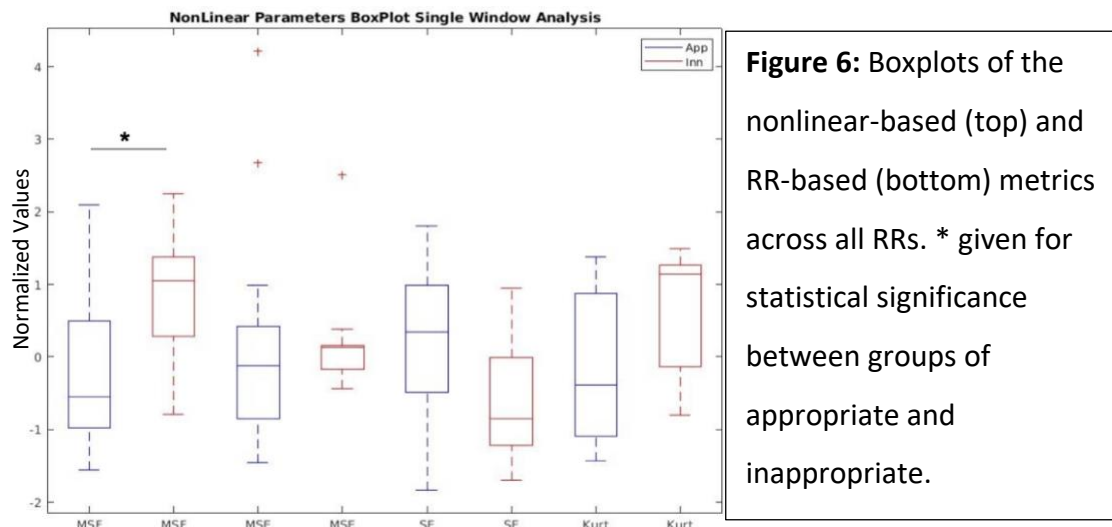 NonLinear Parameters BoxPlot Single Window Analysis
App
Inn
4
3
2
1
0
-1
-2
*
Normalized Values
MSE MSE MSE MSE SE SE Kurt Kurt
Figure 6: Boxplots of the
nonlinear-based (top) and
RR-based (bottom) metrics
across all RRs. * given for
statistical significance
between groups of
appropriate and
inappropriate.